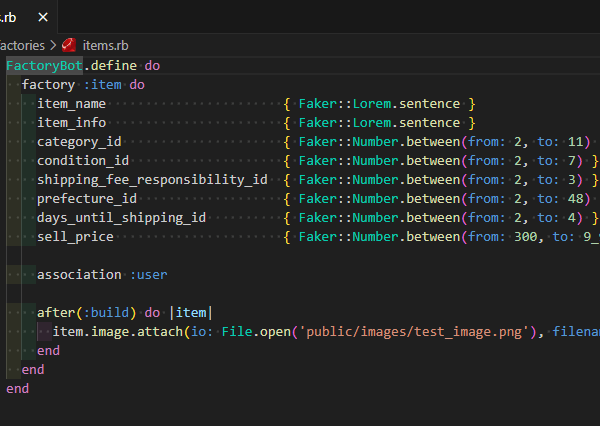 s.rb ×
factories > items.rb
FactoryBot.define do
factory :item do
item_name { Faker::Lorem.sentence }
item_info { Faker::Lorem.sentence }
category_id { Faker::Number.between(from: 2, to: 11)
condition_id { Faker::Number.between(from: 2, to: 7) }
shipping_fee_responsibility_id { Faker::Number.between(from: 2, to: 3) }
prefecture_id { Faker::Number.between(from: 2, to: 48)
days_until_shipping_id { Faker::Number.between(from: 2, to: 4) }
sell_price { Faker::Number.between(from: 300, to: 9_
association :user
after(:build) do |item|
item.image.attach(io: File.open('public/images/test_image.png'), filenam
end
end
end